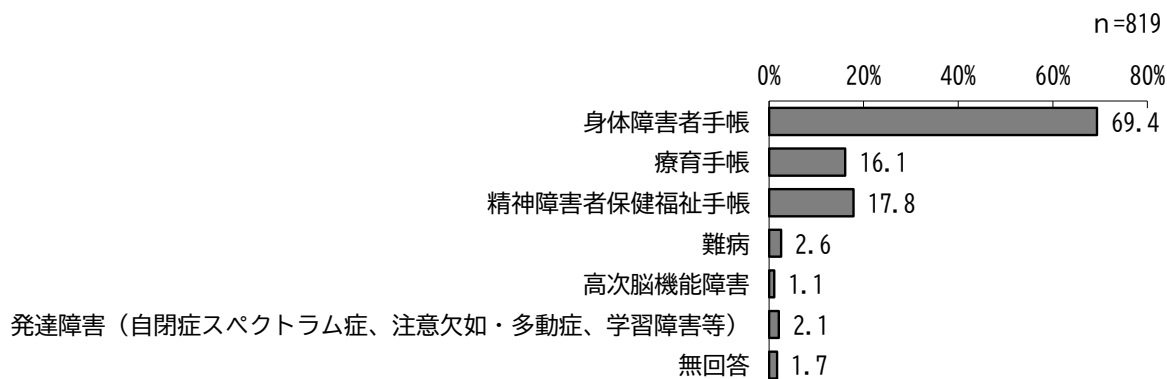 n=819
0% 20% 40% 60% 80%
身体障害者手帳 69.4
療育手帳 16.1
精神障害者保健福祉手帳 17.8
難病 2.6
高次脳機能障害 1.1
発達障害（自閉症スペクトラム症、注意欠如・多動症、学習障害等） 2.1
無回答 1.7